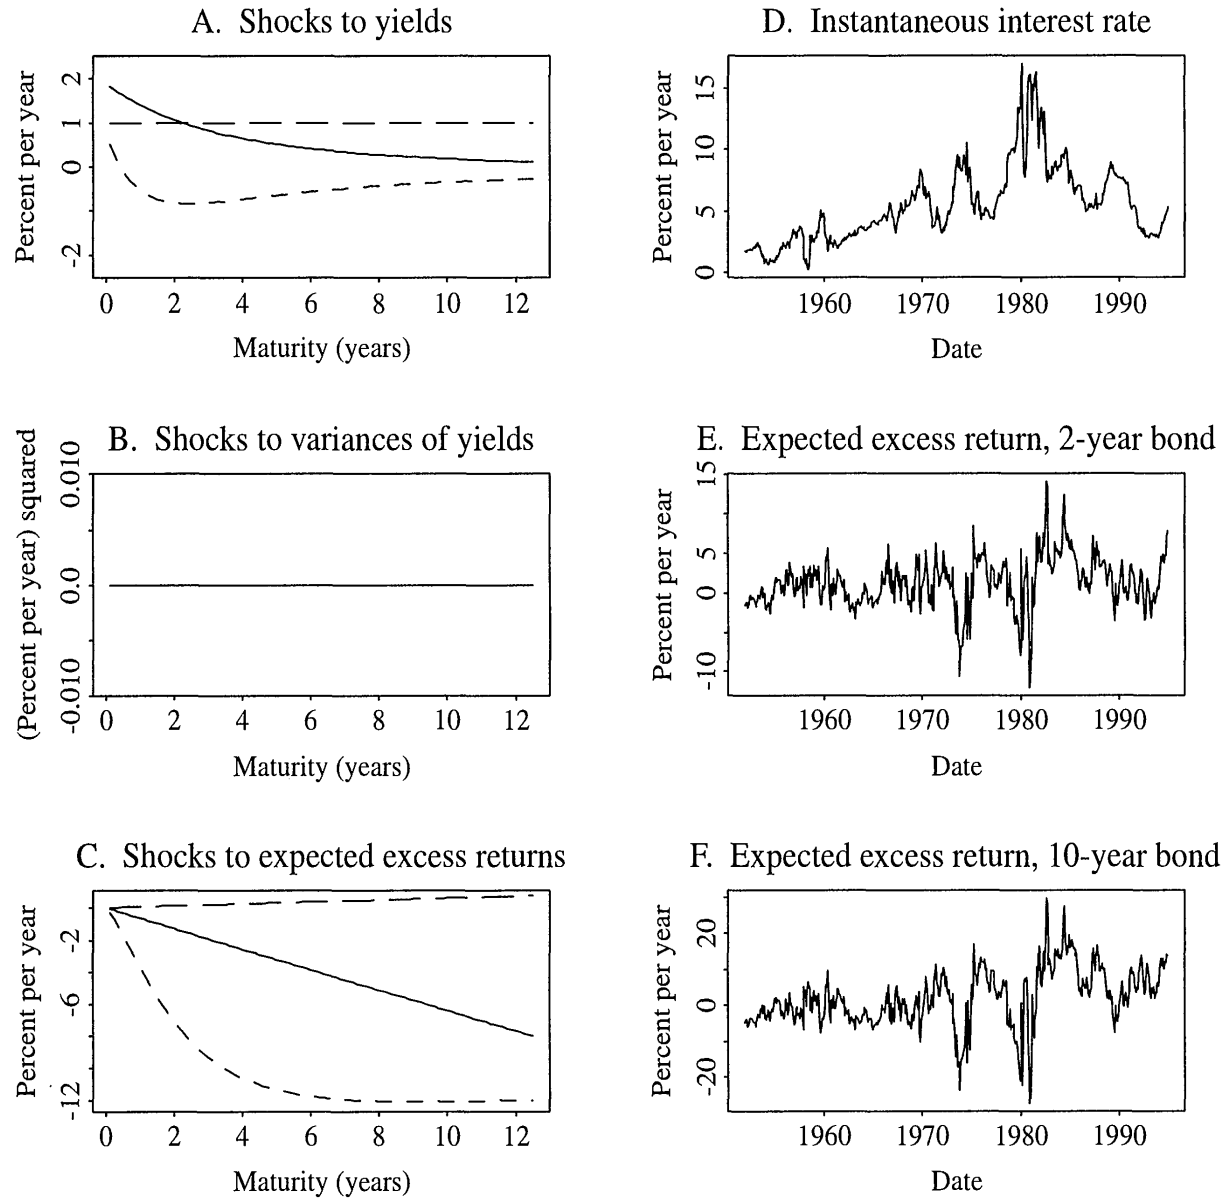 A. Shocks to yields
Percent per year
2
1
0
-2
0 2 4 6 8 10 12
Maturity (years)
D. Instantaneous interest rate
Percent per year
15
10
5
0
1960 1970 1980 1990
Date
B. Shocks to variances of yields
(Percent per year) squared
0.010
0.0
-0.010
0 2 4 6 8 10 12
Maturity (years)
E. Expected excess return, 2-year bond
Percent per year
15
5
0
-10
1960 1970 1980 1990
Date
C. Shocks to expected excess returns
Percent per year
-2
-6
-12
0 2 4 6 8 10 12
Maturity (years)
F. Expected excess return, 10-year bond
Percent per year
20
0
-20
1960 1970 1980 1990
Date